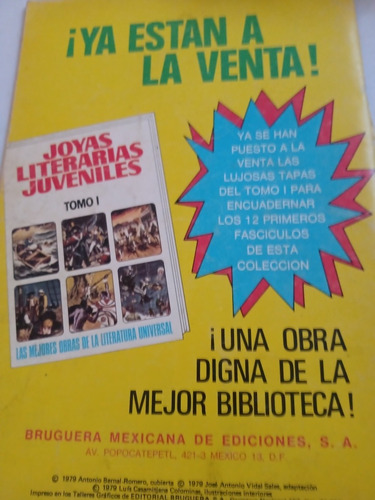 ¡YA ESTAN A
LA VENTA!
JOYAS
LITERARIAS
JUVENILES
TOMO I
LAS MEJORES OBRAS DE LA LITERATURA UNIVERSAL
YA SE HAN
PUESTO A LA
VENTA LAS
LUJOSAS TAPAS
DEL TOMO I PARA
ENCUADERNAR
LOS 12 PRIMEROS
FASCICULOS
DE ESTA
COLECCION
¡UNA OBRA
DIGNA DE LA
MEJOR BIBLIOTECA!
BRUGUERA MEXICANA DE EDICIONES, S. A.
AV. POPOCATEPETL, 421-3 MEXICO 13, D.F.
© 1979 Antonio Bernal Romero, cubierta © 1979 José Antonio Vidal Sales, adaptación
© 1979 Luis Casamitjana Colominas, ilustraciones interiores
Impreso en los Talleres Gráficos de EDITORIAL BRUGUERA S.A.